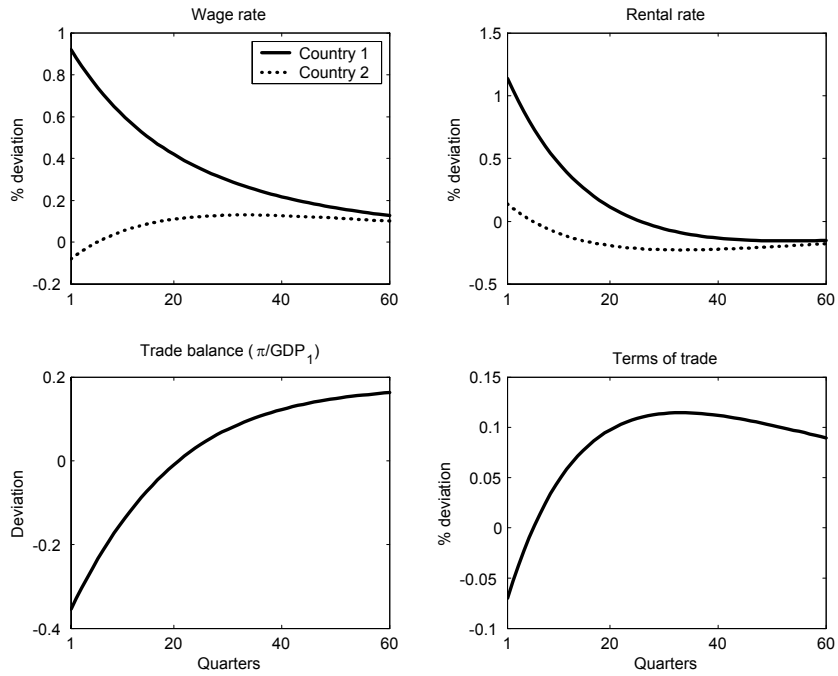 Wage rate
% deviation
1
0.8
0.6
0.4
0.2
0
-0.2
1 20 40 60
Country 1
Country 2
Rental rate
% deviation
1.5
1
0.5
0
-0.5
1 20 40 60
Trade balance (π/GDP₁)
Deviation
0.2
0
-0.2
-0.4
1 20 40 60
Quarters
Terms of trade
% deviation
0.15
0.1
0.05
0
-0.05
-0.1
1 20 40 60
Quarters